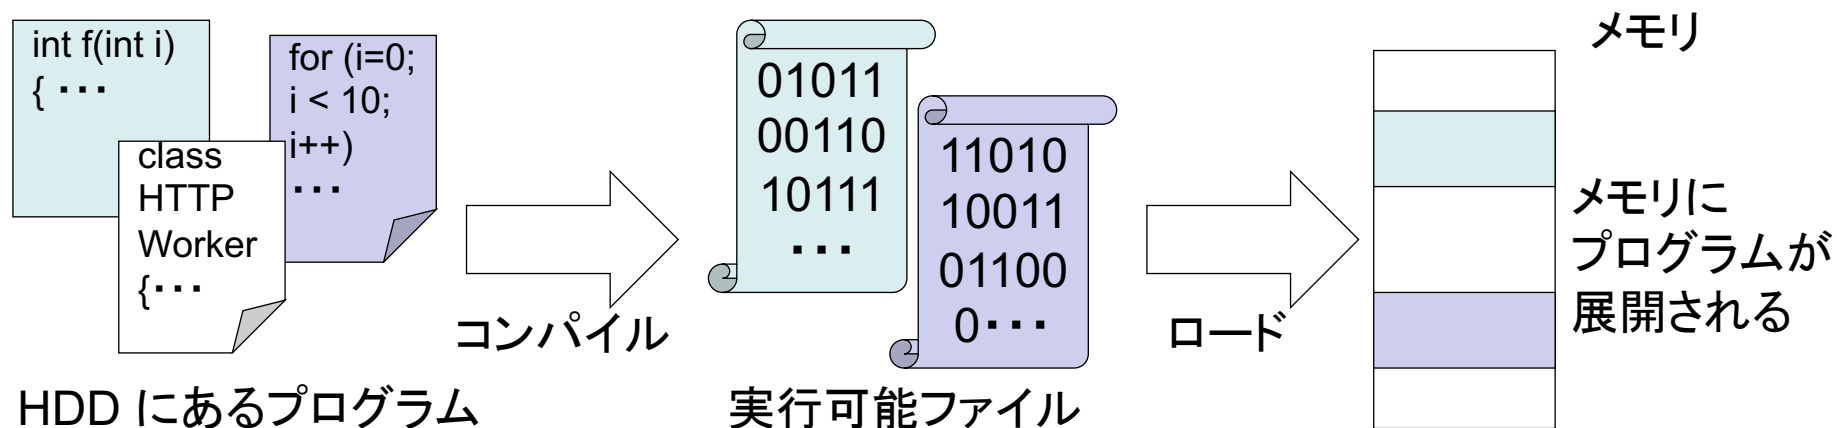 int f(int i)
{ ・・・
for (i=0;
i < 10;
i++)
・・・
class
HTTP
Worker
{・・・
HDD にあるプログラム
コンパイル
01011
00110
10111
・・・
11010
10011
01100
0・・・
実行可能ファイル
ロード
メモリ
メモリに
プログラムが
展開される